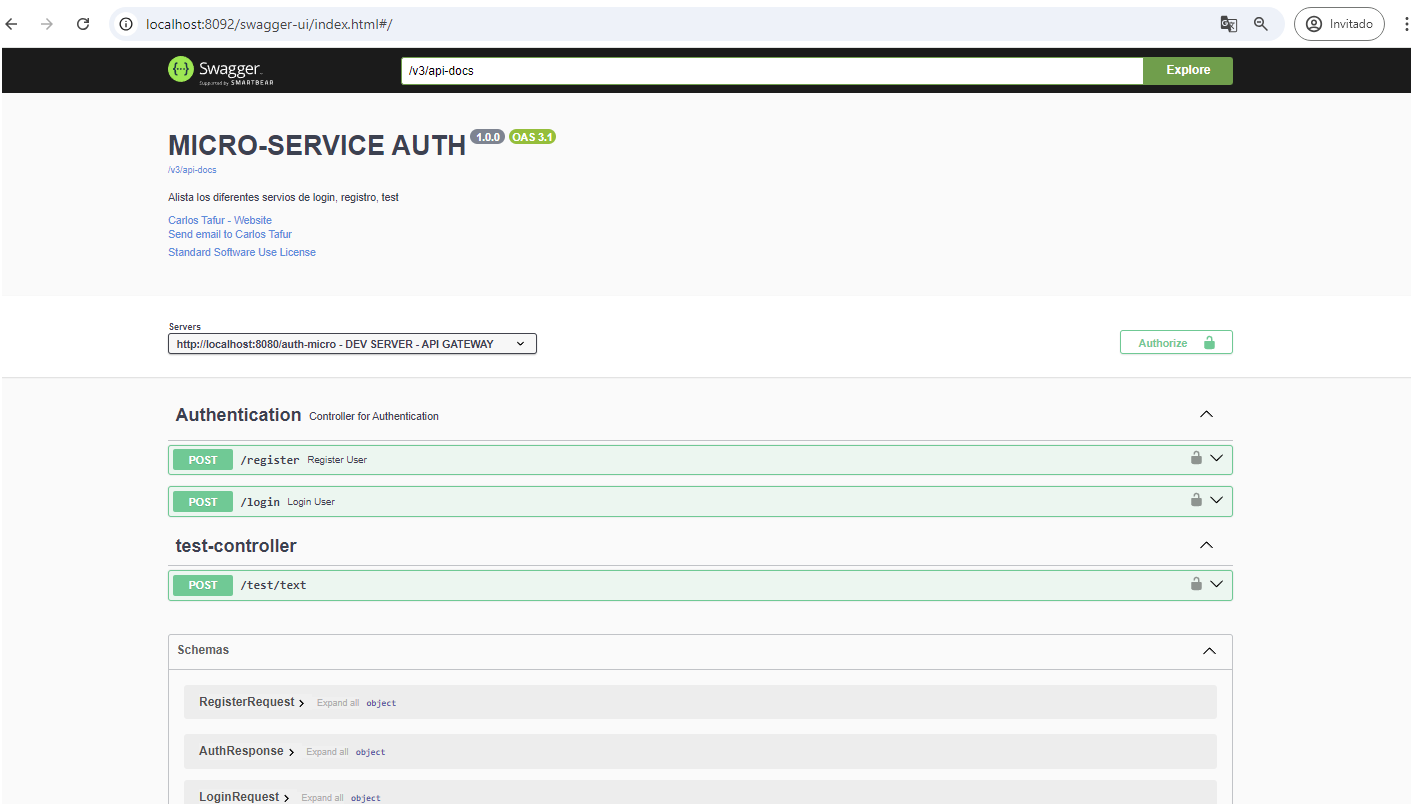 localhost:8092/swagger-ui/index.html#/
Invitado
Swagger
Supported by SMARTBEAR
/v3/api-docs
Explore
MICRO-SERVICE AUTH 1.0.0 OAS 3.1
/v3/api-docs
Alista los diferentes servios de login, registro, test
Carlos Tafur - Website
Send email to Carlos Tafur
Standard Software Use License
Servers
http://localhost:8080/auth-micro - DEV SERVER - API GATEWAY
Authorize
Authentication Controller for Authentication
POST /register Register User
POST /login Login User
test-controller
POST /test/text
Schemas
RegisterRequest Expand all object
AuthResponse Expand all object
LoginRequest Expand all object